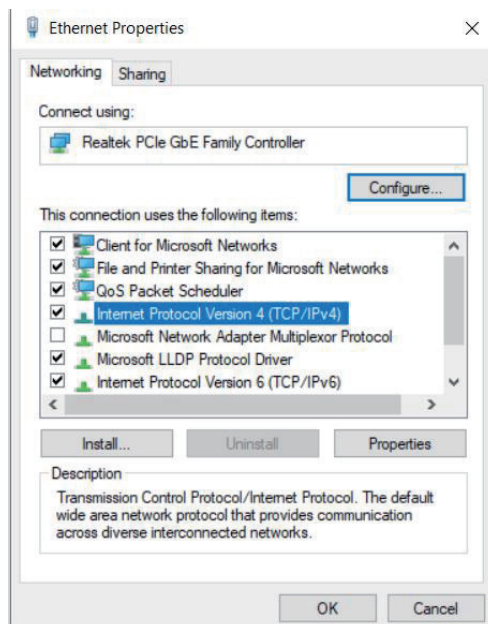 Ethernet Properties
Networking
Sharing
Connect using:
Realtek PCIe GbE Family Controller
Configure...
This connection uses the following items:
Client for Microsoft Networks
File and Printer Sharing for Microsoft Networks
QoS Packet Scheduler
Internet Protocol Version 4 (TCP/IPv4)
Microsoft Network Adapter Multiplexor Protocol
Microsoft LLDP Protocol Driver
Internet Protocol Version 6 (TCP/IPv6)
Install...
Uninstall
Properties
Description
Transmission Control Protocol/Internet Protocol. The default
wide area network protocol that provides communication
across diverse interconnected networks.
OK
Cancel